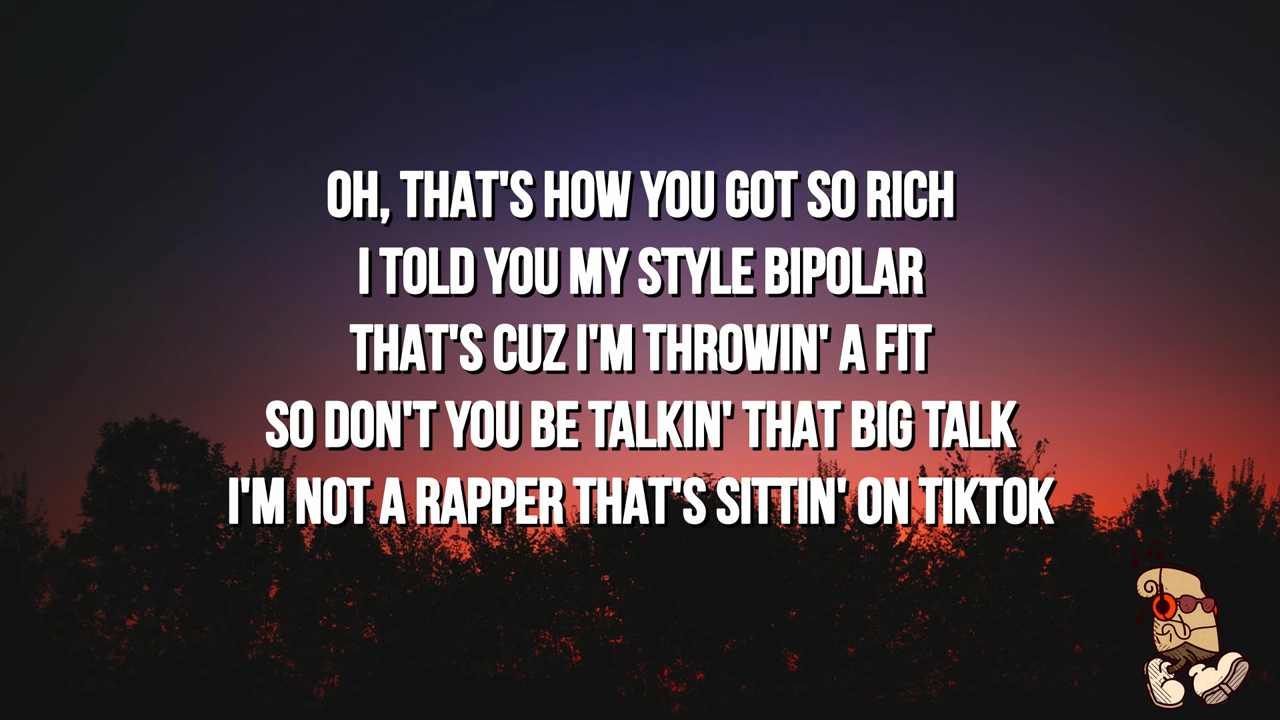 OH, THAT'S HOW YOU GOT SO RICH
I TOLD YOU MY STYLE BIPOLAR
THAT'S CUZ I'M THROWIN' A FIT
SO DON'T YOU BE TALKIN' THAT BIG TALK
I'M NOT A RAPPER THAT'S SITTIN' ON TIKTOK